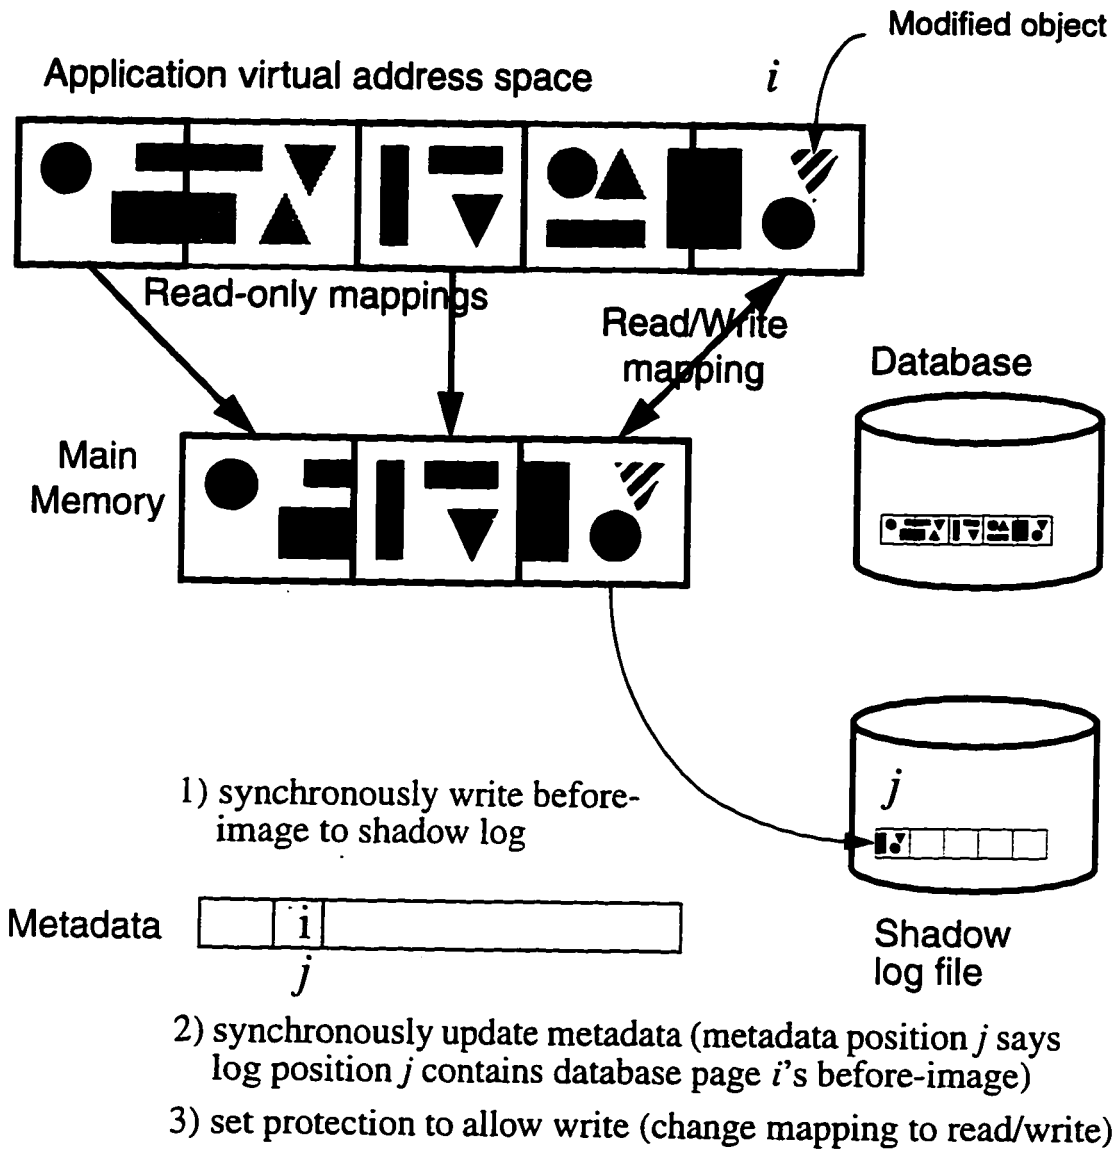 Modified object
Application virtual address space
i
Read-only mappings
Read/Write
mapping
Database
Main
Memory
j
1) synchronously write before-
image to shadow log
Metadada
i
j
Shadow
log file
2) synchronously update metadata (metadata position j says
log position j contains database page i's before-image)
3) set protection to allow write (change mapping to read/write)